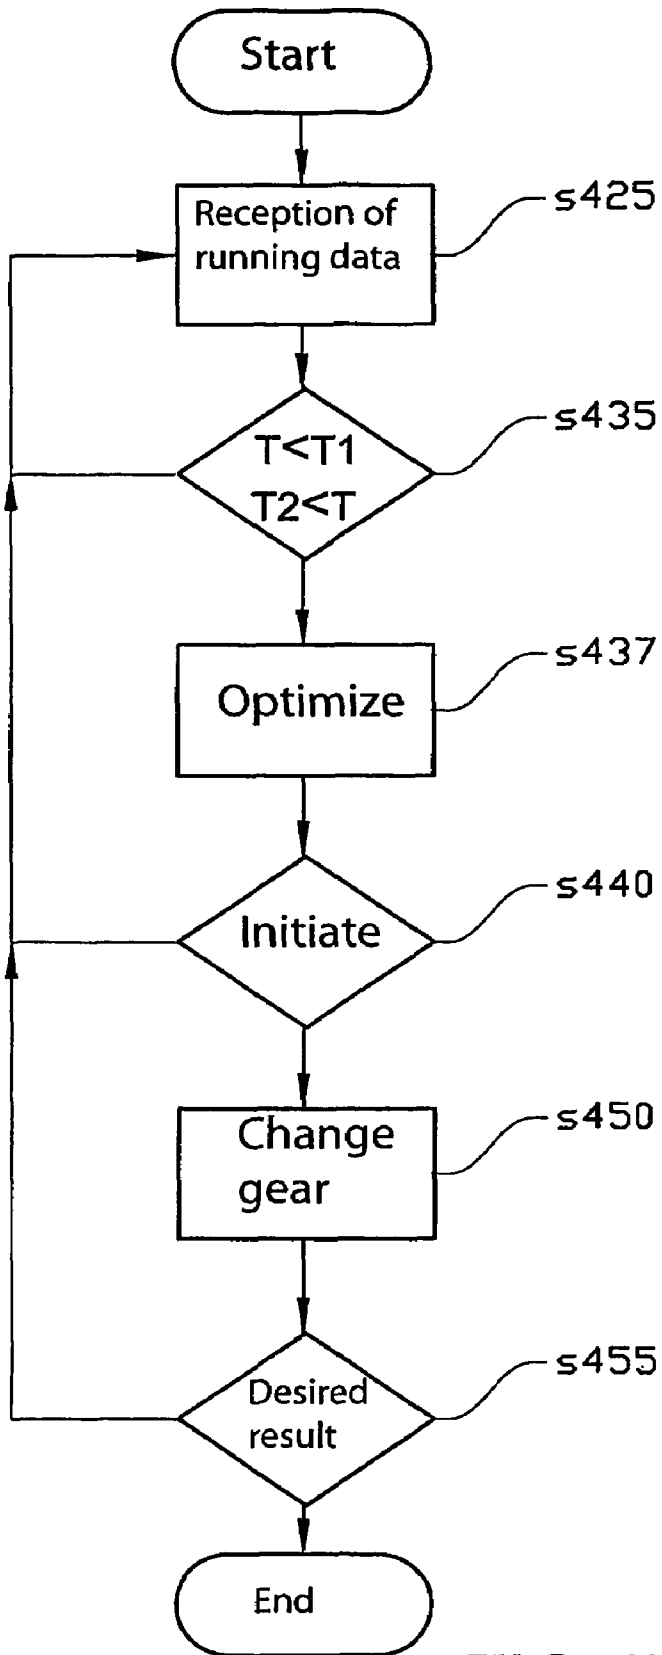 Start
Reception of
running data
s425
T<T1
T2<T
s435
Optimize
s437
Initiate
s440
Change
gear
s450
Desired
result
s455
End